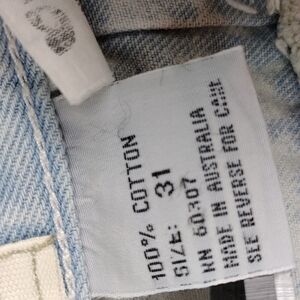 100% COTTON
SIZE: 31
RN 60307
MADE IN AUSTRALIA
SEE REVERSE FOR CARE